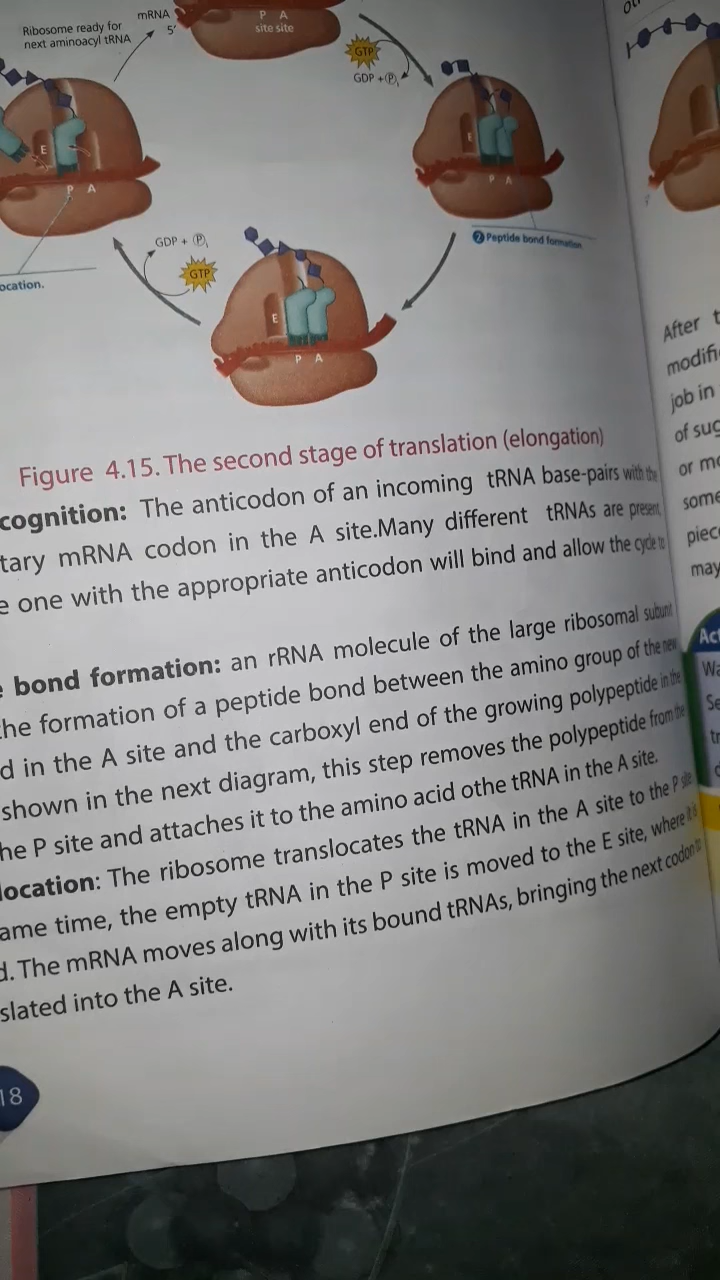 mRNA
5'
P A
site site
Ribosome ready for
next aminoacyl tRNA
GTP
GDP + Pi
E
P A
E
P A
2 Peptide bond formation
GDP + Pi
GTP
ocation.
E
P A
Figure 4.15. The second stage of translation (elongation)
cognition: The anticodon of an incoming tRNA base-pairs with the
tary mRNA codon in the A site.Many different tRNAs are present,
e one with the appropriate anticodon will bind and allow the cycle to
bond formation: an rRNA molecule of the large ribosomal subunit
the formation of a peptide bond between the amino group of the new
d in the A site and the carboxyl end of the growing polypeptide in the
shown in the next diagram, this step removes the polypeptide from the
he P site and attaches it to the amino acid othe tRNA in the A site.
location: The ribosome translocates the tRNA in the A site to the P site
ame time, the empty tRNA in the P site is moved to the E site, where it is
d. The mRNA moves along with its bound tRNAs, bringing the next codon to
slated into the A site.
18
After t
modifi
job in
of sug
or mo
some
piec
may
Act
Wa
Se
tr